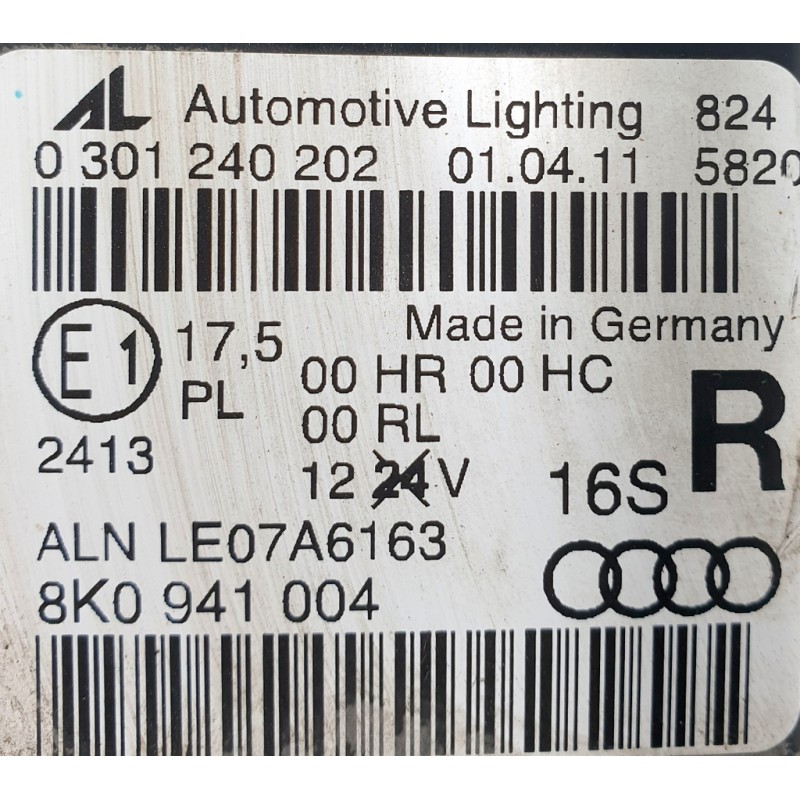 AL Automotive Lighting 824
0 301 240 202 01.04.11 5820
Made in Germany
E1 17,5 00 HR 00 HC
PL 00 RL
2413 12 24 V 16S R
ALN LE07A6163
8K0 941 004